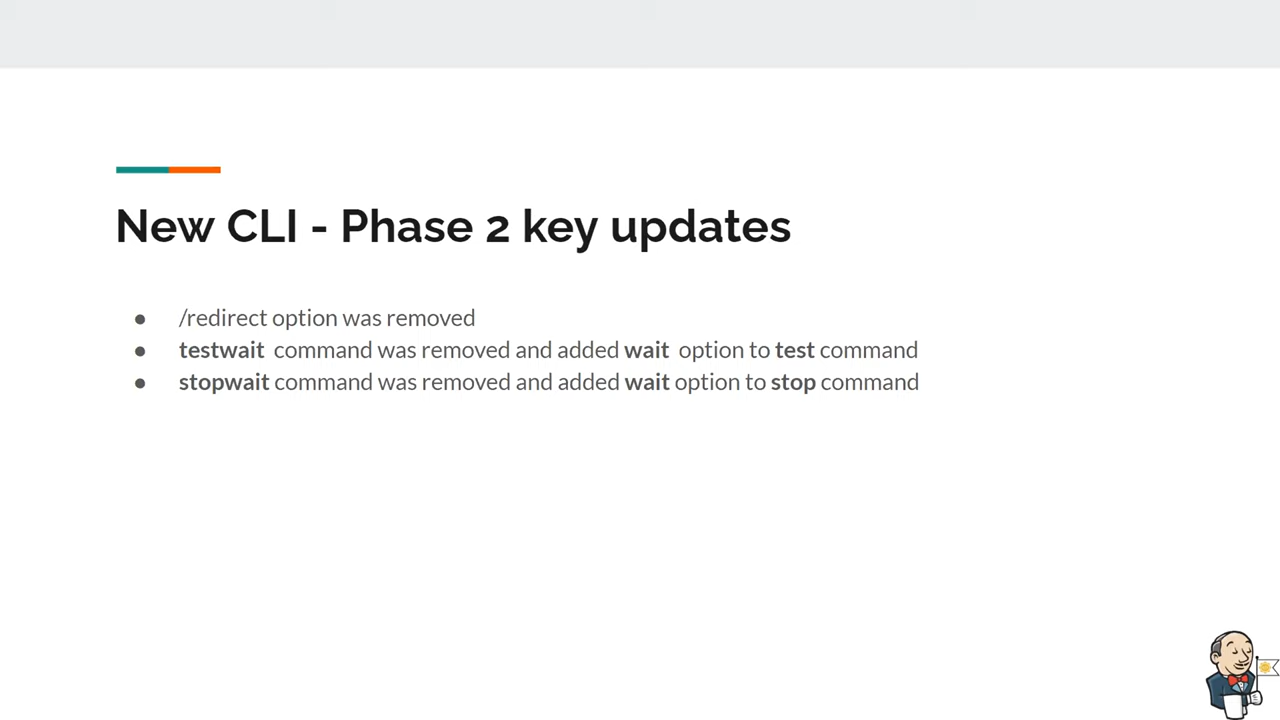 New CLI - Phase 2 key updates
● /redirect option was removed
● testwait command was removed and added wait option to test command
● stopwait command was removed and added wait option to stop command